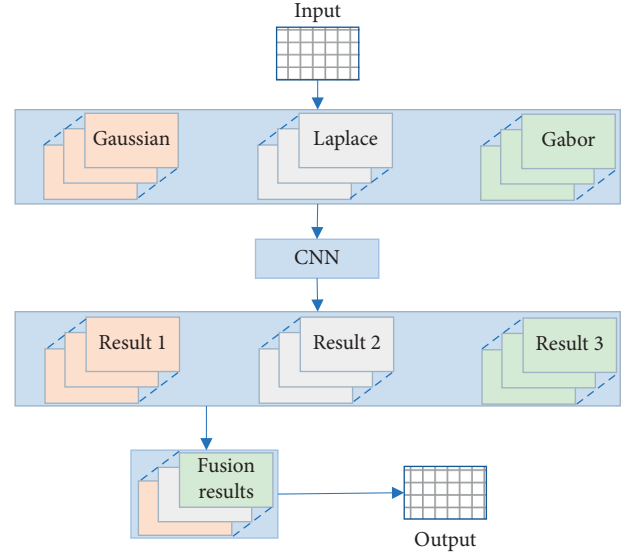 Input
Gaussian
Laplace
Gabor
CNN
Result 1
Result 2
Result 3
Fusion
results
Output